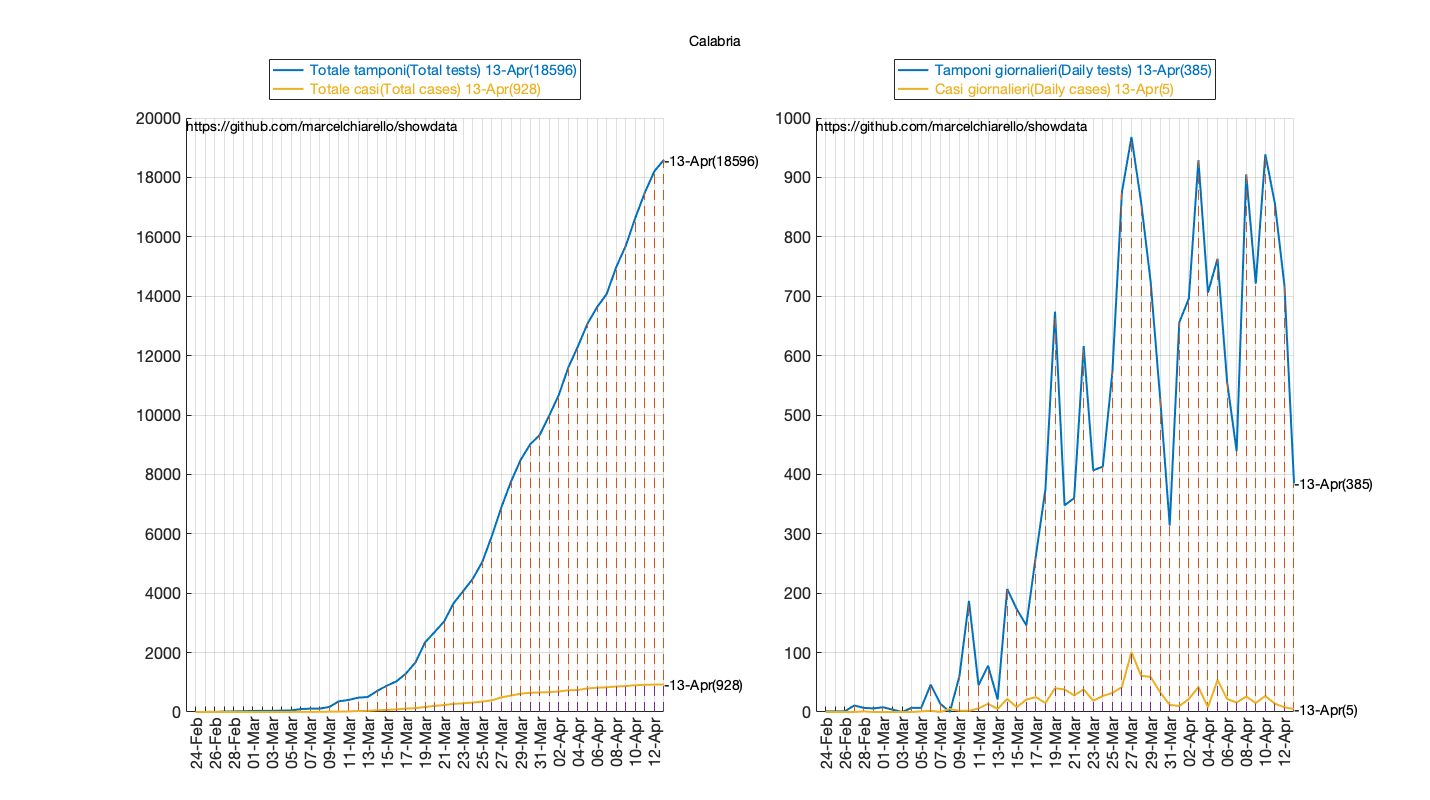 Calabria
Totale tamponi(Total tests) 13-Apr(18596)
Totale casi(Total cases) 13-Apr(928)
20000
18000
16000
14000
12000
10000
8000
6000
4000
2000
0
https://github.com/marcelchiarello/showdata
13-Apr(18596)
13-Apr(928)
24-Feb
26-Feb
28-Feb
01-Mar
03-Mar
05-Mar
07-Mar
09-Mar
11-Mar
13-Mar
15-Mar
17-Mar
19-Mar
21-Mar
23-Mar
25-Mar
27-Mar
29-Mar
31-Mar
02-Apr
04-Apr
06-Apr
08-Apr
10-Apr
12-Apr
Tamponi giornalieri(Daily tests) 13-Apr(385)
Casi giornalieri(Daily cases) 13-Apr(5)
1000
900
800
700
600
500
400
300
200
100
0
https://github.com/marcelchiarello/showdata
13-Apr(385)
13-Apr(5)
24-Feb
26-Feb
28-Feb
01-Mar
03-Mar
05-Mar
07-Mar
09-Mar
11-Mar
13-Mar
15-Mar
17-Mar
19-Mar
21-Mar
23-Mar
25-Mar
27-Mar
29-Mar
31-Mar
02-Apr
04-Apr
06-Apr
08-Apr
10-Apr
12-Apr